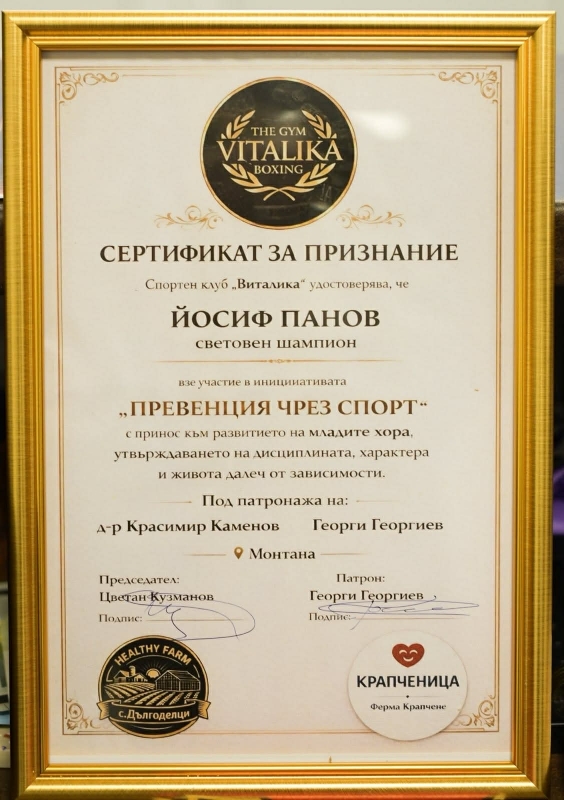 THE GYM
VITALIKA
BOXING
СЕРТИФИКАТ ЗА ПРИЗНАНИЕ
Спортен клуб „Виталика“ удостоверява, че
ЙОСИФ ПАНОВ
световен шампион
взе участие в инициниативата
„ПРЕВЕНЦИЯ ЧРЕЗ СПОРТ“
с принос към развитието на младите хора,
утвърждаването на дисциплината, характера
и живота далеч от зависимости.
Под патронажа на:
д-р Красимир Каменов Георги Георгиев
Монтана
Председател: Патрон:
Цветан Кузманов Георги Георгиев
Подпис: Подпис:
HEALTHY FARM
с.Дългоделци
КРАПЧЕНИЦА
Ферма Крапчене